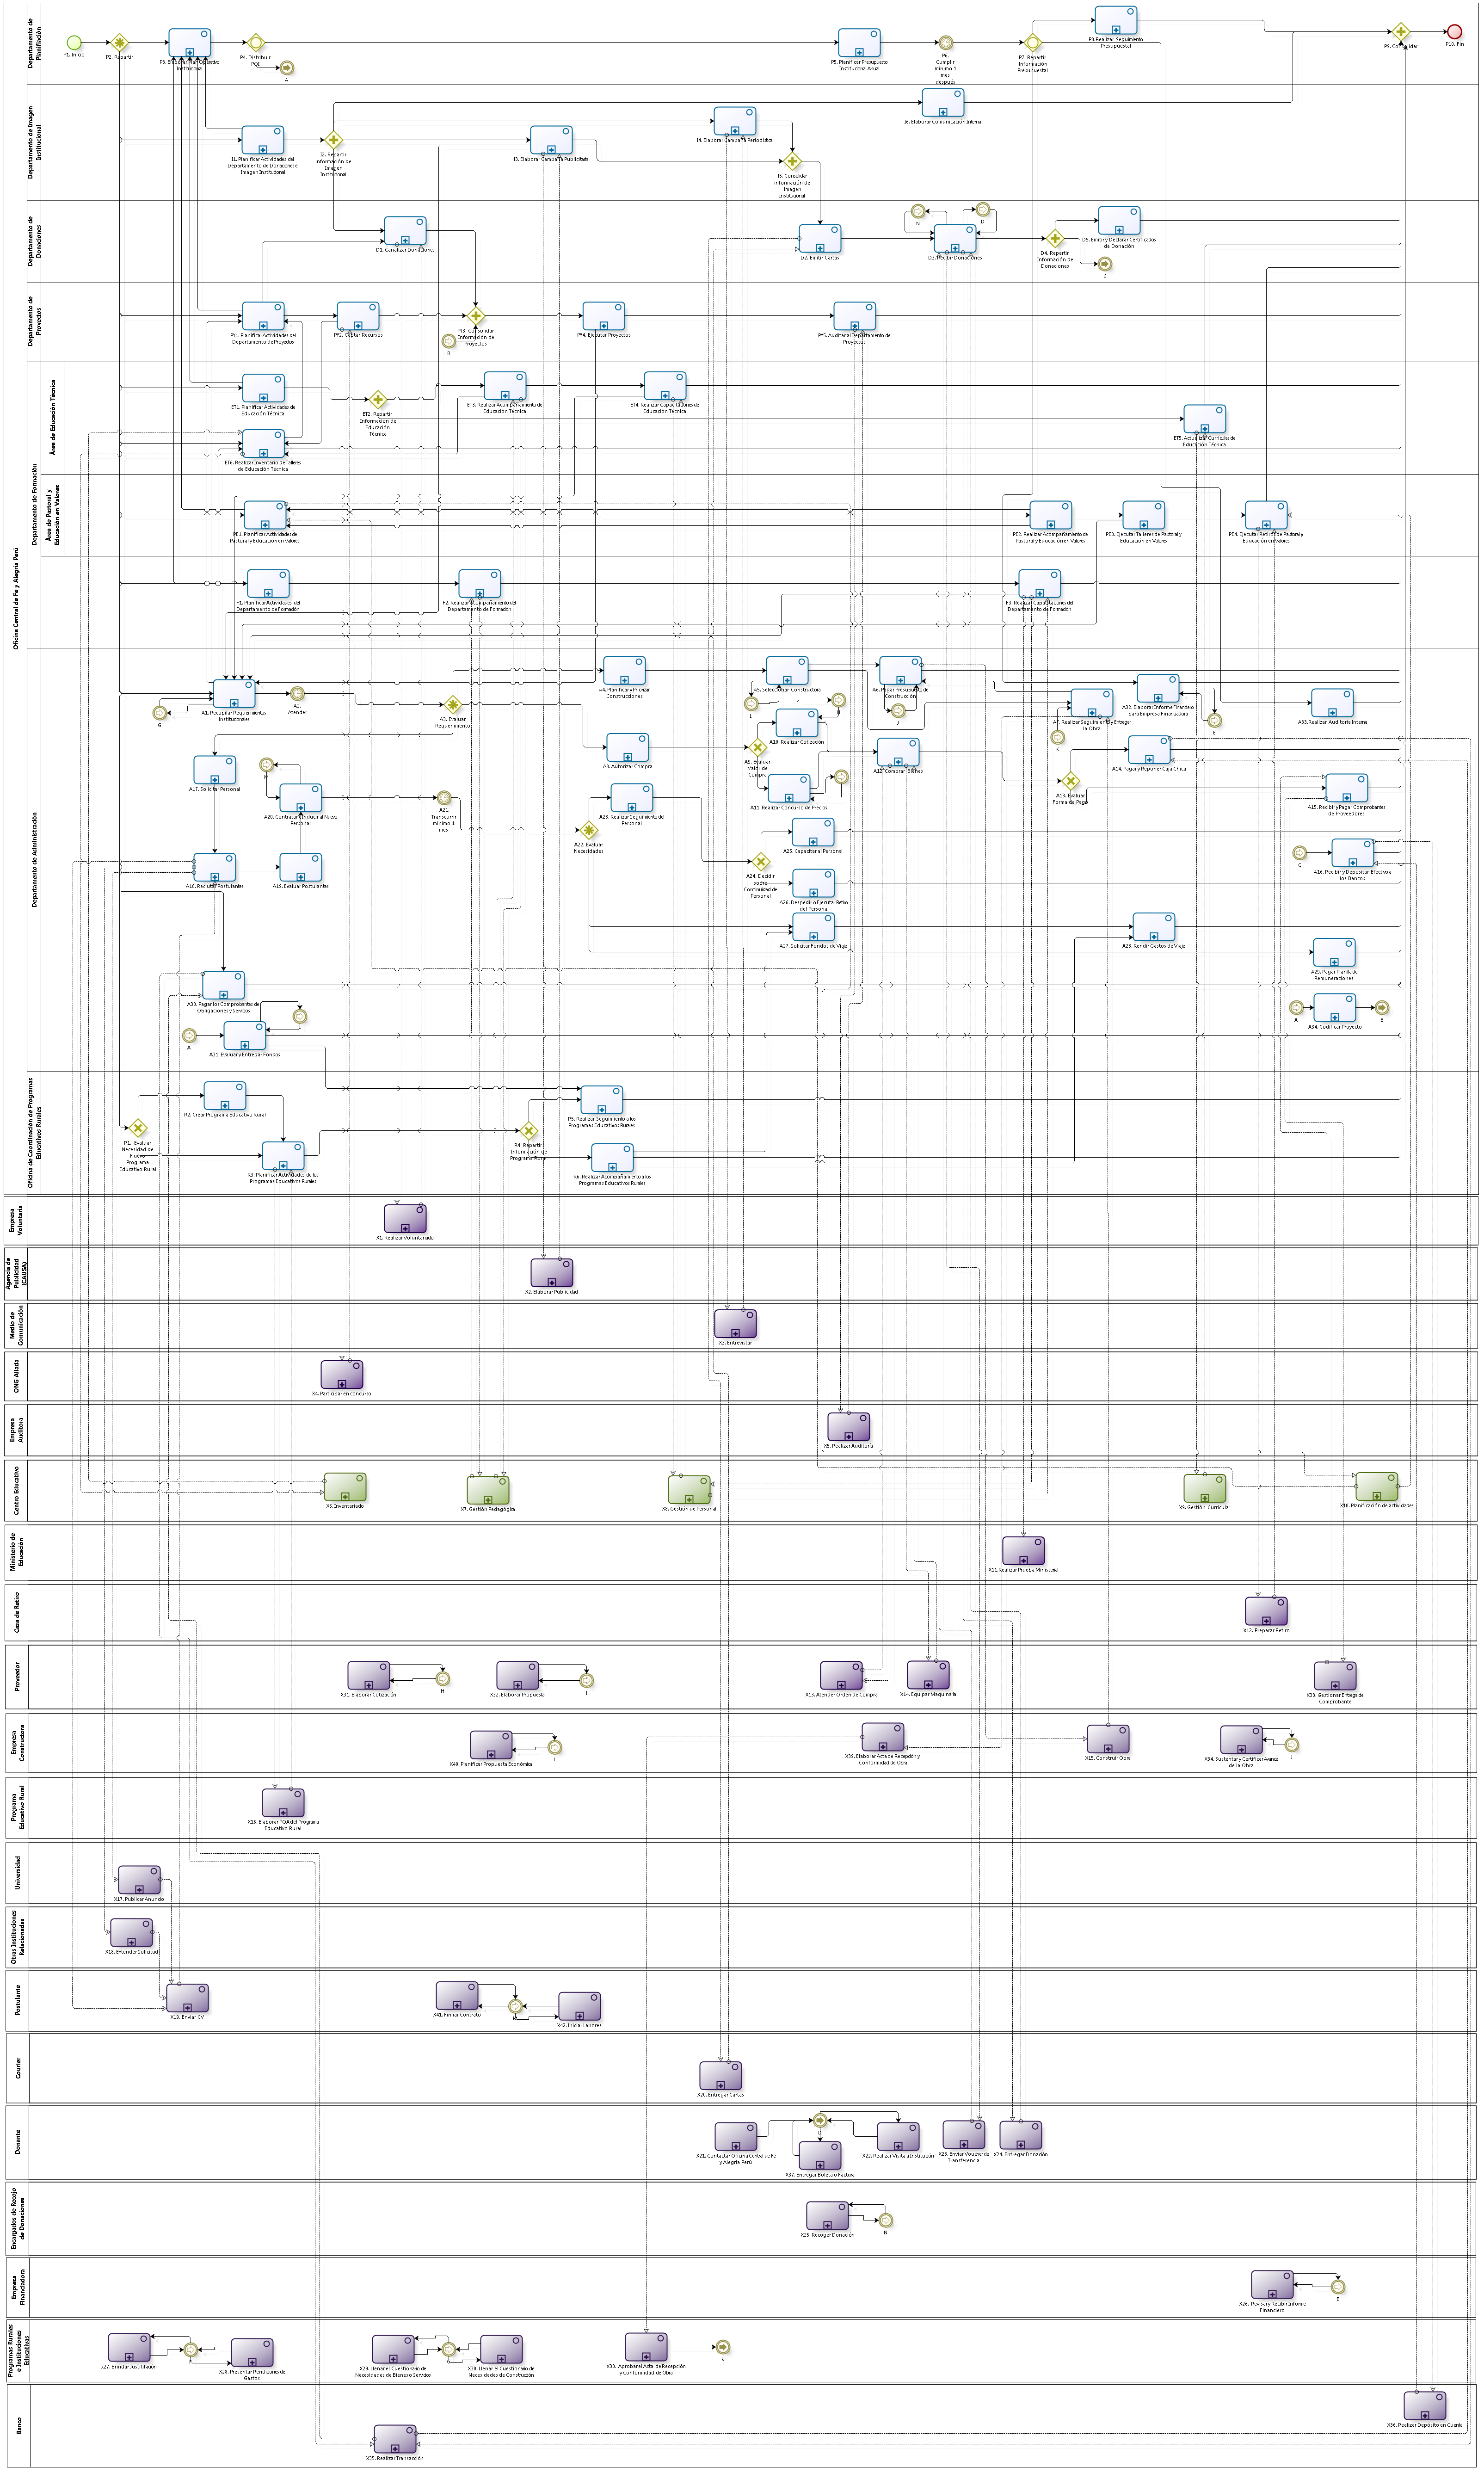 Oficina Central de Fe y Alegría Perú
Departamento de
Planifiación
P1. Inicio
P2. Repartir
P3. Elaborar Plan Operativo
Institucional
P4. Distribuir
POI
A
P5. Planificar Presupuesto
Institucional Anual
P6.
Cumplir
mínimo 1
mes
después
P7. Repartir
Información
Presupuestal
P8.Realizar Seguimiento
Presupuestal
P9. Consolidar
P10. Fin
Departamento de Imagen
Institucional
I1. Planificar Actividades del
Departamento de Donaciones e
Imagen Institucional
I2. Repartir
información de
Imagen
Institucional
I3. Elaborar Campaña Publicitaria
I4. Elaborar Campaña Periodística
I5. Consolidar
información de
Imagen
Institucional
I6. Elaborar Comunicación Interna
Departamento de
Donaciones
D1. Canalizar Donaciones
D2. Emitir Cartas
N
D
D3. Recibir Donaciones
D4. Repartir
Información de
Donaciones
D5. Emitir y Declarar Certificados
de Donación
C
Departamento de
Proyectos
PY1. Planificar Actividades del
Departamento de Proyectos
PY2. Captar Recursos
PY3. Consolidar
Información de
Proyectos
B
PY4. Ejecutar Proyectos
PY5. Auditar al Departamento de
Proyectos
Departamento de Formación
Área de Educación Técnica
ET1. Planificar Actividades de
Educación Técnica
ET2. Repartir
Información de
Educación
Técnica
ET3. Realizar Acompañamiento de
Educación Técnica
ET4. Realizar Capacitaciones de
Educación Técnica
ET5. Actualizar Currículas de
Educación Técnica
ET6. Realizar Inventario de Talleres
de Educación Técnica
Área de Pastoral y
Educación en Valores
PE1. Planificar Actividades de
Pastoral y Educación en Valores
PE2. Realizar Acompañamiento de
Pastoral y Educación en Valores
PE3. Ejecutar Talleres de Pastoral y
Educación en Valores
PE4. Ejecutar Retiros de Pastoral y
Educación en Valores
F1. Planificar Actividades del
Departamento de Formación
F2. Realizar Acompañamiento del
Departamento de Formación
F3. Realizar Capacitaciones del
Departamento de Formación
Departamento de Administración
A1. Recopilar Requerimientos
Institucionales
G
A2.
Atender
A3. Evaluar
Requerimiento
A4. Planificar y Priorizar
Construcciones
A5. Seleccionar Constructora
L
A6. Pagar Presupuesto de
Construcción
J
A7. Realizar Seguimiento y Entregar
la Obra
K
A32. Elaborar Informe Financiero
para Empresa Financiadora
E
A33.Realizar Auditoría Interna
A8. Autorizar Compra
A9. Evaluar
Valor de
Compra
A10. Realizar Cotización
H
A11. Realizar Concurso de Precios
A12. Comprar Bienes
A13. Evaluar
Forma de Pago
A14. Pagar y Reponer Caja Chica
A15. Recibir y Pagar Comprobantes
de Proveedores
C
A16. Recibir y Depositar Efectivo a
los Bancos
A17. Solicitar Personal
M
A20. Contratar e Inducir al Nuevo
Personal
A21.
Transcurrir
mínimo 1
mes
A22. Evaluar
Necesidades
A23. Realizar Seguimiento del
Personal
A24. Decidir
sobre
Continuidad de
Personal
A25. Capacitar al Personal
A26. Despedir o Ejecutar Retiro
del Personal
A18. Reclutar Postulantes
A19. Evaluar Postulantes
A27. Solicitar Fondos de Viaje
A28. Rendir Gastos de Viaje
A29. Pagar Planilla de
Remuneraciones
A30. Pagar los Comprobantes de
Obligaciones y Servicios
A
A31. Evaluar y Entregar Fondos
A
A34. Codificar Proyecto
B
Oficina de Coordinación de Programas
Educativos Rurales
R1. Evaluar
Necesidad de
Nuevo
Programa
Educativo Rural
R2. Crear Programa Educativo Rural
R3. Planificar Actividades de los
Programas Educativos Rurales
R4. Repartir
Información de
Programa Rural
R5. Realizar Seguimiento a los
Programas Educativos Rurales
R6. Realizar Acompañamiento a los
Programas Educativos Rurales
Empresa
Voluntaria
X1. Realizar Voluntariado
Agencia de
Publicidad
(CAUSA)
X2. Elaborar Publicidad
Medio de
Comunicación
X3. Entrevistar
ONG Aliada
X4. Participar en concurso
Empresa
Auditora
X5. Realizar Auditoría
Centro Educativo
X6. Inventariado
X7. Gestión Pedagógica
X8. Gestión de Personal
X9. Gestión Curricular
X10. Planificación de actividades
Ministerio de
Educación
X11.Realizar Prueba Ministerial
Casa de Retiro
X12. Preparar Retiro
Proveedor
X31. Elaborar Cotización
H
X32. Elaborar Propuesta
I
X13. Atender Orden de Compra
X14. Equipar Maquinaria
X33. Gestionar Entrega de
Comprobante
Empresa
Constructora
X40. Planificar Propuesta Económica
L
X39. Elaborar Acta de Recepción y
Conformidad de Obra
X15. Construir Obra
X34. Sustentar y Certificar Avance
de la Obra
J
Programa
Educativo Rural
X16. Elaborar POA del Programa
Educativo Rural
Universidad
X17. Publicar Anuncio
Otras Instituciones
Relacionadas
X18. Extender Solicitud
Postulante
X19. Enviar CV
X41. Firmar Contrato
M
X42. Iniciar Labores
Courier
X20. Entregar Cartas
Donante
X21. Contactar Oficina Central de Fe
y Alegría Perú
D
X37. Entregar Boleta o Factura
X22. Realizar Visita a Institución
X23. Enviar Voucher de
Transferencia
X24. Entregar Donación
Encargados de Recojo
de Donaciones
X25. Recoger Donación
N
Empresa
Financiadora
X26. Revisar y Recibir Informe
Financiero
E
Programas Rurales
e Instituciones
Educativas
x27. Brindar Justitifación
X28. Presentar Rendiciones de
Gastos
X29. Llenar el Cuestionario de
Necesidades de Bienes o Servicios
X30. Llenar el Cuestionario de
Necesidades de Construcción
X38. Aprobar el Acta de Recepción
y Conformidad de Obra
K
Banco
X35. Realizar Transacción
X36. Realizar Depósito en Cuenta